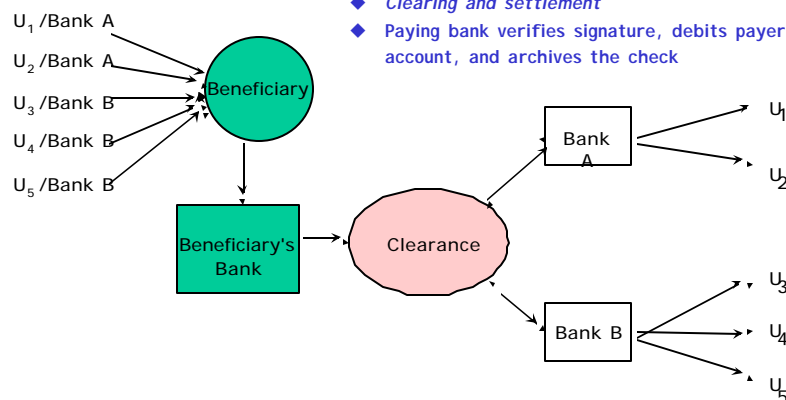 Clearing and settlement
Paying bank verifies signature, debits payer
account, and archives the check
U1 /Bank A
U2 /Bank A
U3 /Bank B
U4 /Bank B
U5 /Bank B
Beneficiary
Beneficiary's
Bank
Clearance
Bank
A
Bank B
U1
U2
U3
U4
U5